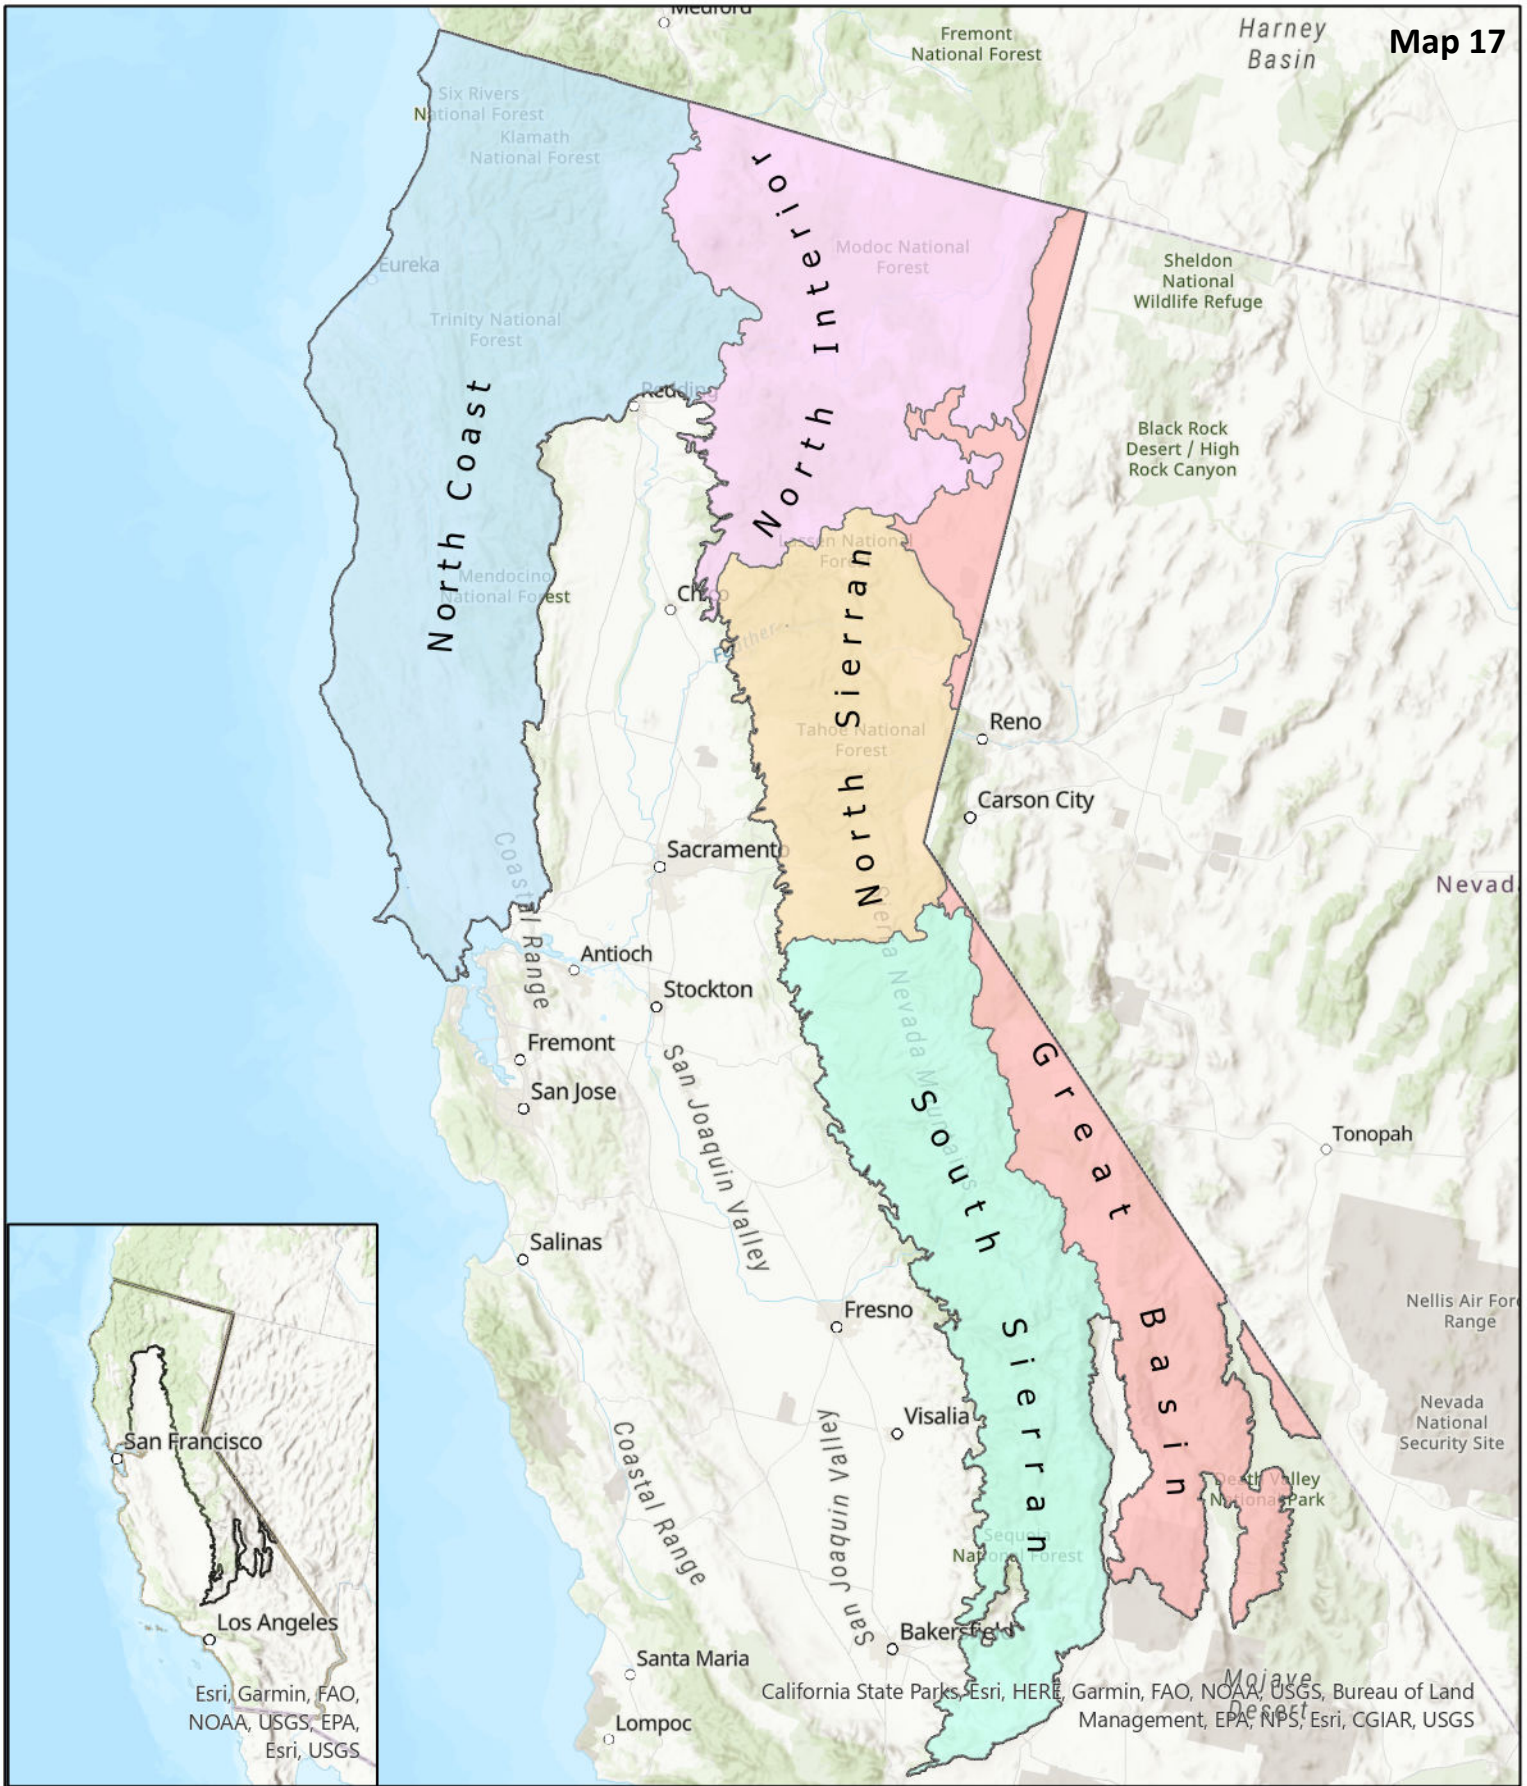 Medford
Map 17
Harney
Basin
Fremont
National Forest
Six Rivers
National Forest
Klamath
National Forest
North Interior
Modoc National
Forest
Sheldon
National
Wildlife Refuge
Eureka
Trinity National
Forest
Redding
North Coast
Black Rock
Desert / High
Rock Canyon
Lassen National
Forest
Mendocino
National Forest
Chico
Feather
North Sierran
Tahoe National
Forest
Reno
Carson City
Sacramento
Coastal Range
Sierra Nevada Mountains
Antioch
Stockton
Fremont
San Jose
San Joaquin Valley
South Sierran
Great Basin
Tonopah
Salinas
Fresno
Nellis Air Forc
Range
Nevad
Visalia
Nevada
National
Security Site
Coastal Range
San Joaquin Valley
Death Valley
National Park
Sequoia
National Forest
Bakersfield
Santa Maria
Mojave
Desert
Lompoc
California State Parks, Esri, HERE, Garmin, FAO, NOAA, USGS, Bureau of Land
Management, EPA, NPS, Esri, CGIAR, USGS
San Francisco
Los Angeles
Esri, Garmin, FAO,
NOAA, USGS, EPA,
Esri, USGS